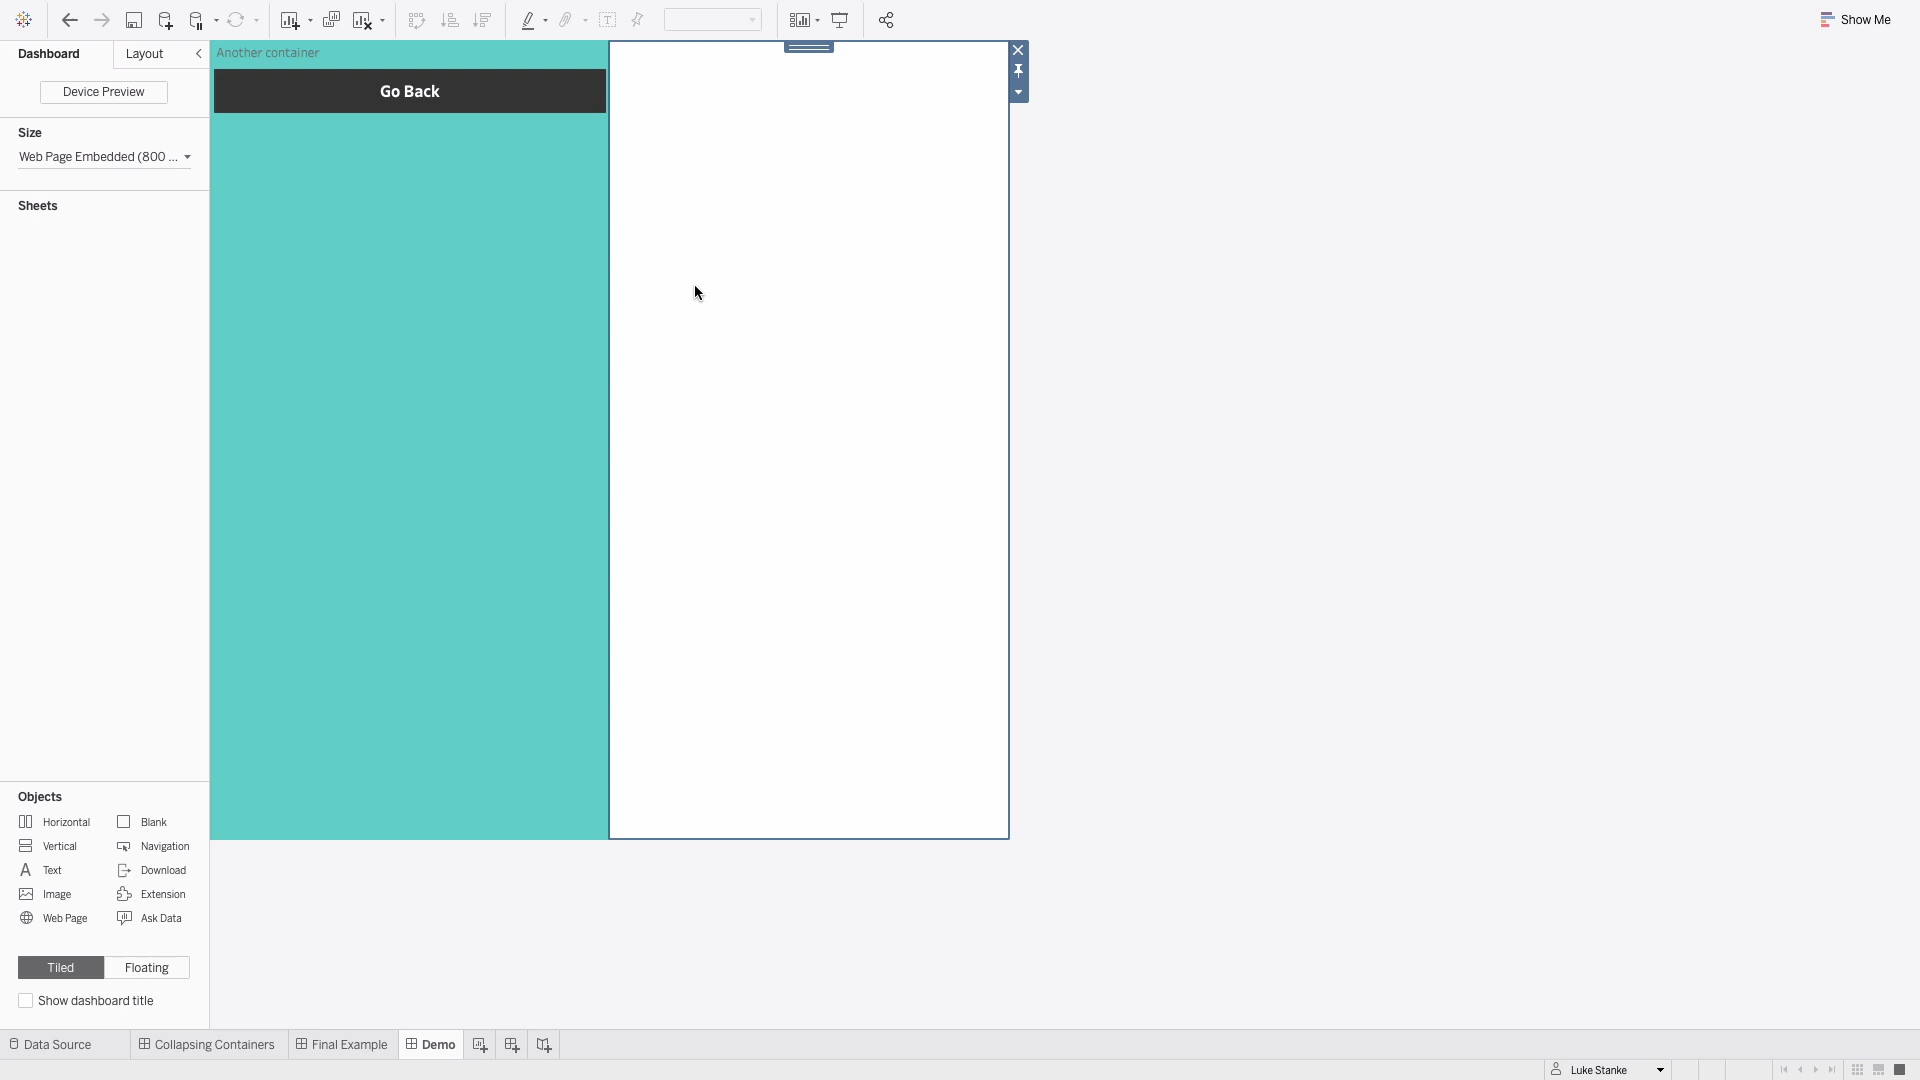 Show Me
Dashboard
Layout
Another container
Device Preview
Go Back
Size
Web Page Embedded (800 ...
Sheets
Objects
Horizontal
Blank
Vertical
Navigation
Text
Download
Image
Extension
Web Page
Ask Data
Tiled
Floating
Show dashboard title
Data Source
Collapsing Containers
Final Example
Demo
Luke Stanke